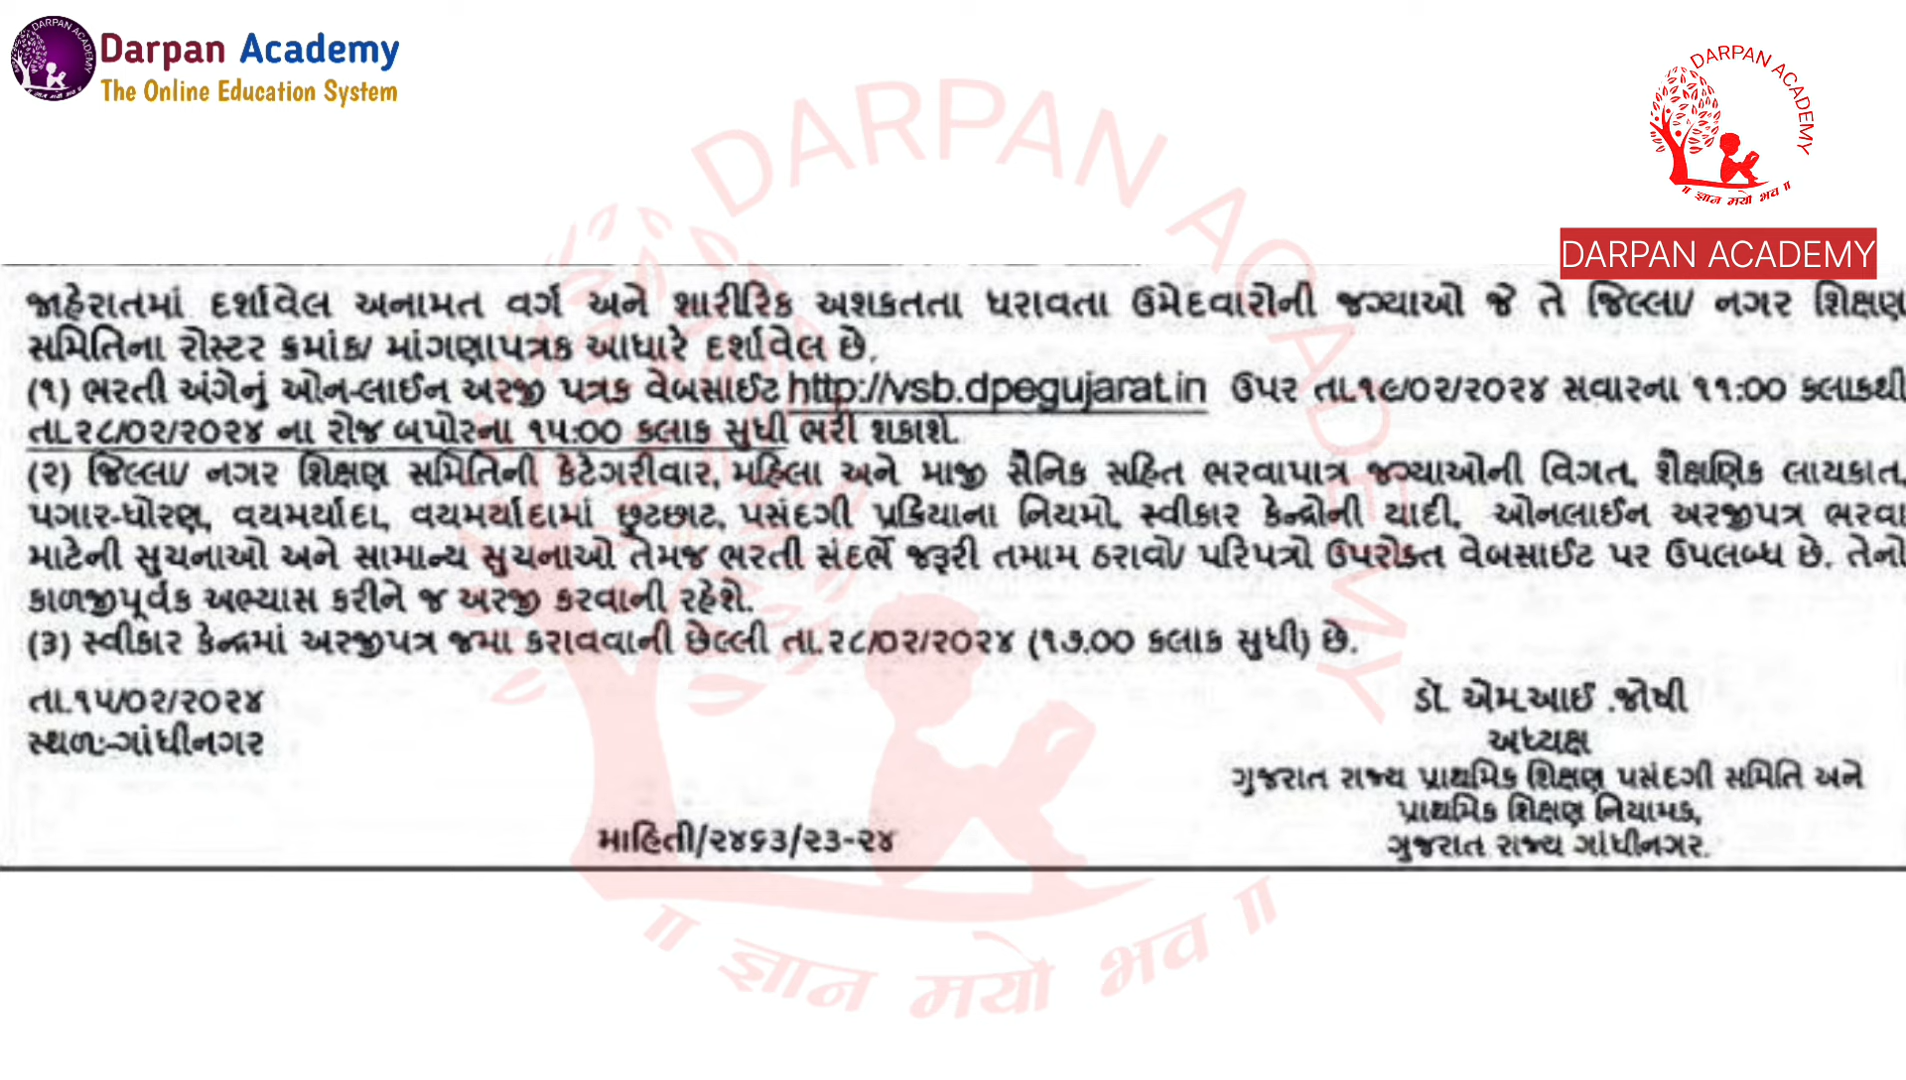 DARPAN ACADEMY
Darpan Academy
The Online Education System
DARPAN ACADEMY
॥ ज्ञान मयो भव ॥
DARPAN ACADEMY
DARPAN ACADEMY
જાહેરાતમાં દર્શાવેલ અનામત વર્ગ અને શારીરિક અશકતતા ધરાવતા ઉમેદવારોની જગ્યાઓ જે તે જિલ્લા/ નગર શિક્ષણ
સમિતિના રોસ્ટર ક્રમાંક/ માંગણાપત્રક આધારે દર્શાવેલ છે.
(૧) ભરતી અંગેનું ઓન-લાઈન અરજી પત્રક વેબસાઈટ http://vsb.dpegujarat.in ઉપર તા.૧૯/૦૨/૨૦૨૪ સવારના ૧૧:૦૦ કલાકથી
તા.૨૮/૦૨/૨૦૨૪ ના રોજ બપોરના ૧૫:૦૦ કલાક સુધી ભરી શકાશે.
(૨) જિલ્લા/ નગર શિક્ષણ સમિતિની કેટેગરીવાર, મહિલા અને માજી સૈનિક સહિત ભરવાપાત્ર જગ્યાઓની વિગત, શૈક્ષણિક લાયકાત,
પગાર-ધોરણ, વયમર્યાદા, વયમર્યાદામાં છુટછાટ, પસંદગી પ્રક્રિયાના નિયમો, સ્વીકાર કેન્દ્રોની યાદી, ઓનલાઈન અરજીપત્ર ભરવા
માટેની સુચનાઓ અને સામાન્ય સુચનાઓ તેમજ ભરતી સંદર્ભે જરૂરી તમામ ઠરાવો/ પરિપત્રો ઉપરોક્ત વેબસાઈટ પર ઉપલબ્ધ છે. તેનો
કાળજીપૂર્વક અભ્યાસ કરીને જ અરજી કરવાની રહેશે.
(૩) સ્વીકાર કેન્દ્રમાં અરજીપત્ર જમા કરાવવાની છેલ્લી તા.૨૮/૦૨/૨૦૨૪ (૧૭.૦૦ કલાક સુધી) છે.
તા.૧૫/૦૨/૨૦૨૪
સ્થળ:-ગાંધીનગર
ડૉ. એમ.આઈ .જોષી
અધ્યક્ષ
ગુજરાત રાજ્ય પ્રાથમિક શિક્ષણ પસંદગી સમિતિ અને
પ્રાથમિક શિક્ષણ નિયામક,
ગુજરાત રાજ્ય ગાંધીનગર.
માહિતી/૨૪૬૩/૨૩-૨૪
॥ ज्ञान मयो भव ॥